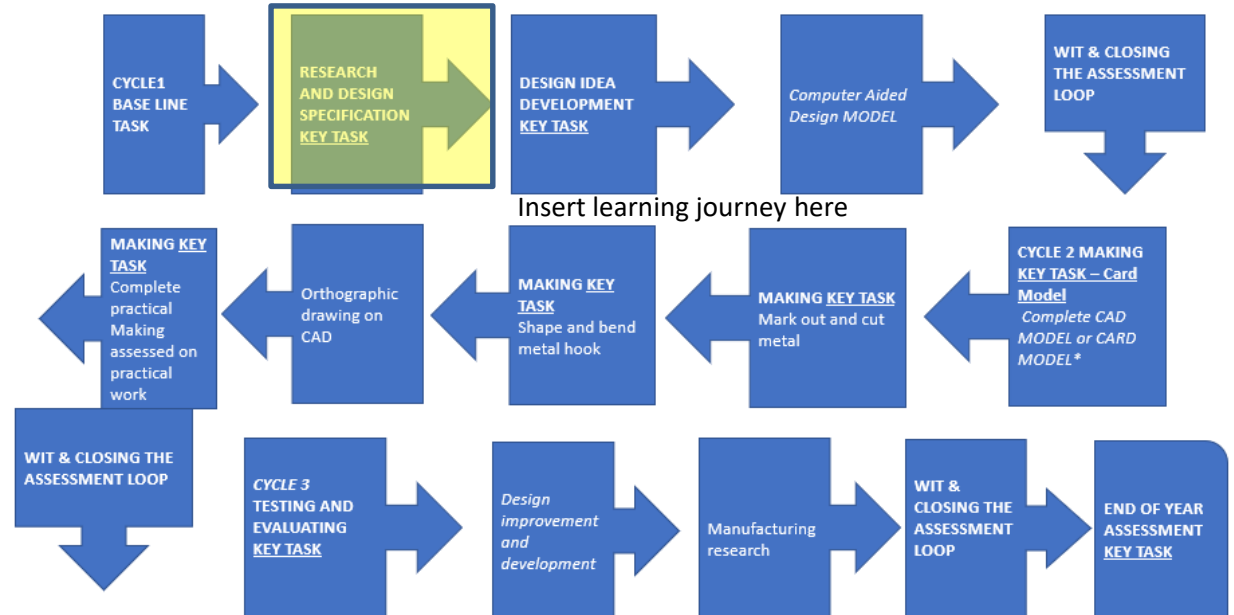 CYCLE1
BASE LINE
TASK
RESEARCH
AND DESIGN
SPECIFICATION
KEY TASK
DESIGN IDEA
DEVELOPMENT
KEY TASK
Computer Aided
Design MODEL
WIT & CLOSING
THE ASSESSMENT
LOOP
Insert learning journey here
CYCLE 2 MAKING
KEY TASK – Card
Model
Complete CAD
MODEL or CARD
MODEL*
MAKING KEY TASK
Mark out and cut
metal
MAKING KEY
TASK
Shape and bend
metal hook
Orthographic
drawing on
CAD
MAKING KEY
TASK
Complete
practical
Making
assessed on
practical
work
WIT & CLOSING THE
ASSESSMENT LOOP
CYCLE 3
TESTING AND
EVALUATING
KEY TASK
Design
improvement
and
development
Manufacturing
research
WIT &
CLOSING THE
ASSESSMENT
LOOP
END OF YEAR
ASSESSMENT
KEY TASK